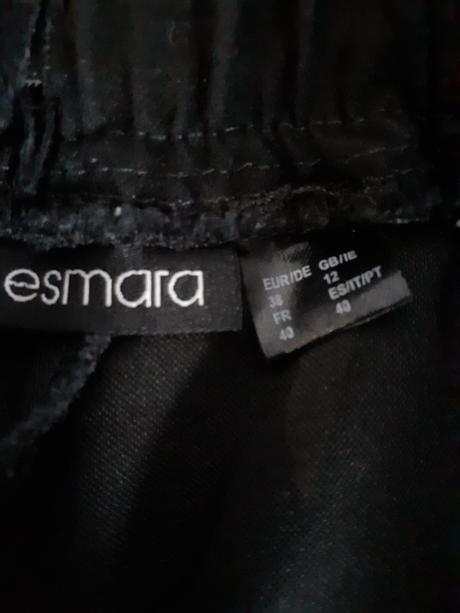 esmara
EUR/DE GB/IE
38 12
FR ES/IT/PT
40 40